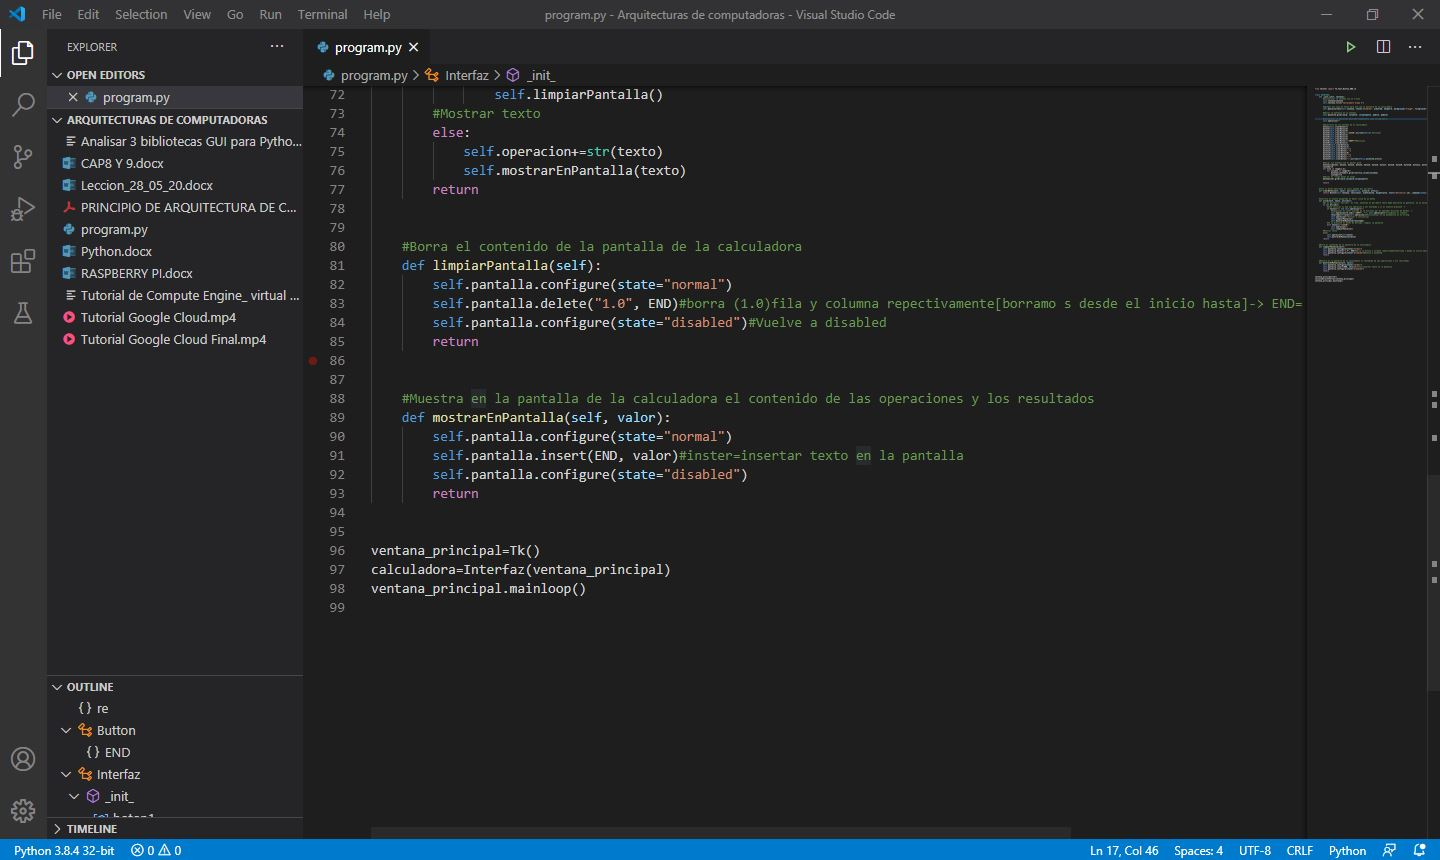 File Edit Selection View Go Run Terminal Help
program.py - Arquitecturas de computadoras - Visual Studio Code
EXPLORER
OPEN EDITORS
program.py
ARQUITECTURAS DE COMPUTADORAS
Analisar 3 bibliotecas GUI para Pytho...
CAP8 Y 9.docx
Leccion_28_05_20.docx
PRINCIPIO DE ARQUITECTURA DE C...
program.py
Python.docx
RASPBERRY PI.docx
Tutorial de Compute Engine_ virtual ...
Tutorial Google Cloud.mp4
Tutorial Google Cloud Final.mp4
OUTLINE
{} re
Button
{} END
Interfaz
_init_
boton1
TIMELINE
program.py
program.py > Interfaz > _init_
72 self.limpiarPantalla()
73 #Mostrar texto
74 else:
75 self.operacion+=str(texto)
76 self.mostrarEnPantalla(texto)
77 return
78
79
80 #Borra el contenido de la pantalla de la calculadora
81 def limpiarPantalla(self):
82 self.pantalla.configure(state="normal")
83 self.pantalla.delete("1.0", END)#borra (1.0)fila y columna repectivamente[borramo s desde el inicio hasta]-> END=
84 self.pantalla.configure(state="disabled")#Vuelve a disabled
85 return
86
87
88 #Muestra en la pantalla de la calculadora el contenido de las operaciones y los resultados
89 def mostrarEnPantalla(self, valor):
90 self.pantalla.configure(state="normal")
91 self.pantalla.insert(END, valor)#inster=insertar texto en la pantalla
92 self.pantalla.configure(state="disabled")
93 return
94
95
96 ventana_principal=Tk()
97 calculadora=Interfaz(ventana_principal)
98 ventana_principal.mainloop()
99
Python 3.8.4 32-bit 0 0 Ln 17, Col 46 Spaces: 4 UTF-8 CRLF Python